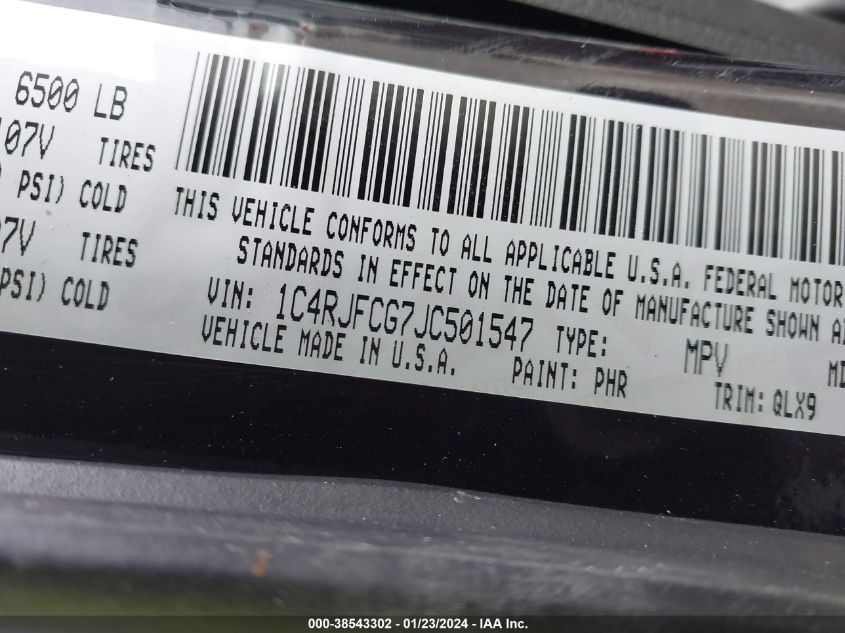 6500 LB
107V TIRES
PSI) COLD
7V TIRES
PSI) COLD
THIS VEHICLE CONFORMS TO ALL APPLICABLE U.S.A. FEDERAL MOTOR
STANDARDS IN EFFECT ON THE DATE OF MANUFACTURE SHOWN
VIN: 1C4RJFCG7JC501547 TYPE: MPV
VEHICLE MADE IN U.S.A. PAINT: PHR MD
TRIM: QLX9
000-38543302 / 01/23/2024 - IAA Inc.